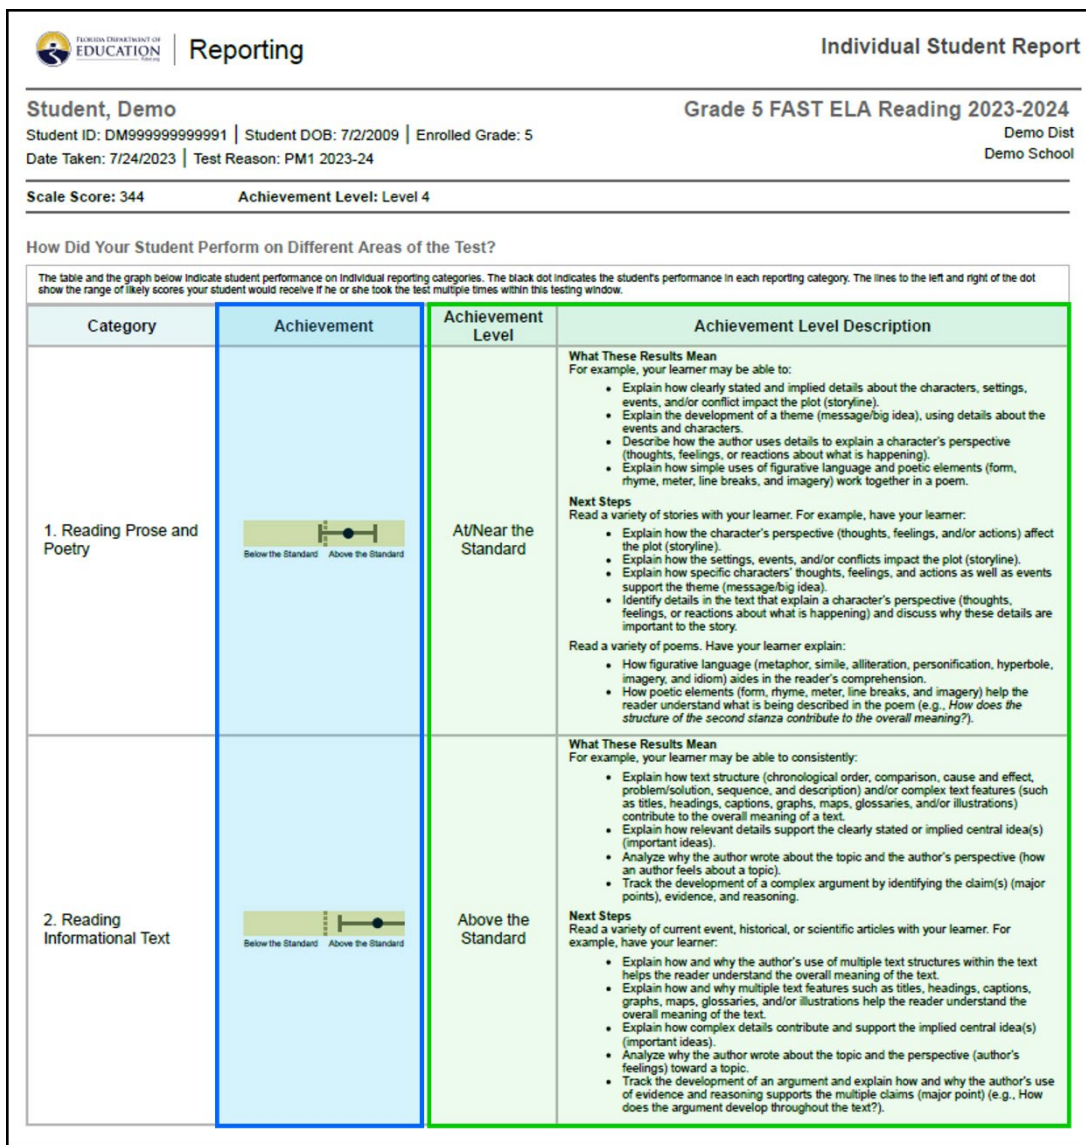 FLORIDA DEPARTMENT OF
EDUCATION
fldoe.org
Reporting
Individual Student Report
Student, Demo
Grade 5 FAST ELA Reading 2023-2024
Student ID: DM999999999991 | Student DOB: 7/2/2009 | Enrolled Grade: 5
Demo Dist
Date Taken: 7/24/2023 | Test Reason: PM1 2023-24
Demo School
Scale Score: 344 Achievement Level: Level 4
How Did Your Student Perform on Different Areas of the Test?
The table and the graph below indicate student performance on individual reporting categories. The black dot indicates the student's performance in each reporting category. The lines to the left and right of the dot
show the range of likely scores your student would receive if he or she took the test multiple times within this testing window.
Category
Achievement
Achievement
Level
Achievement Level Description
1. Reading Prose and
Poetry
Below the Standard Above the Standard
At/Near the
Standard
What These Results Mean
For example, your learner may be able to:
• Explain how clearly stated and implied details about the characters, settings,
events, and/or conflict impact the plot (storyline).
• Explain the development of a theme (message/big idea), using details about the
events and characters.
• Describe how the author uses details to explain a character's perspective
(thoughts, feelings, or reactions about what is happening).
• Explain how simple uses of figurative language and poetic elements (form,
rhyme, meter, line breaks, and imagery) work together in a poem.
Next Steps
Read a variety of stories with your learner. For example, have your learner:
• Explain how the character's perspective (thoughts, feelings, and/or actions) affect
the plot (storyline).
• Explain how the settings, events, and/or conflicts impact the plot (storyline).
• Explain how specific characters' thoughts, feelings, and actions as well as events
support the theme (message/big idea).
• Identify details in the text that explain a character's perspective (thoughts,
feelings, or reactions about what is happening) and discuss why these details are
important to the story.
Read a variety of poems. Have your learner explain:
• How figurative language (metaphor, simile, alliteration, personification, hyperbole,
imagery, and idiom) aides in the reader's comprehension.
• How poetic elements (form, rhyme, meter, line breaks, and imagery) help the
reader understand what is being described in the poem (e.g., How does the
structure of the second stanza contribute to the overall meaning?).
2. Reading
Informational Text
Below the Standard Above the Standard
Above the
Standard
What These Results Mean
For example, your learner may be able to consistently:
• Explain how text structure (chronological order, comparison, cause and effect,
problem/solution, sequence, and description) and/or complex text features (such
as titles, headings, captions, graphs, maps, glossaries, and/or illustrations)
contribute to the overall meaning of a text.
• Explain how relevant details support the clearly stated or implied central idea(s)
(important ideas).
• Analyze why the author wrote about the topic and the author's perspective (how
an author feels about a topic).
• Track the development of a complex argument by identifying the claim(s) (major
points), evidence, and reasoning.
Next Steps
Read a variety of current event, historical, or scientific articles with your learner. For
example, have your learner:
• Explain how and why the author's use of multiple text structures within the text
helps the reader understand the overall meaning of the text.
• Explain how and why multiple text features such as titles, headings, captions,
graphs, maps, glossaries, and/or illustrations help the reader understand the
overall meaning of the text.
• Explain how complex details contribute and support the implied central idea(s)
(important ideas).
• Analyze why the author wrote about the topic and the perspective (author's
feelings) toward a topic.
• Track the development of an argument and explain how and why the author's use
of evidence and reasoning supports the multiple claims (major point) (e.g., How
does the argument develop throughout the text?).